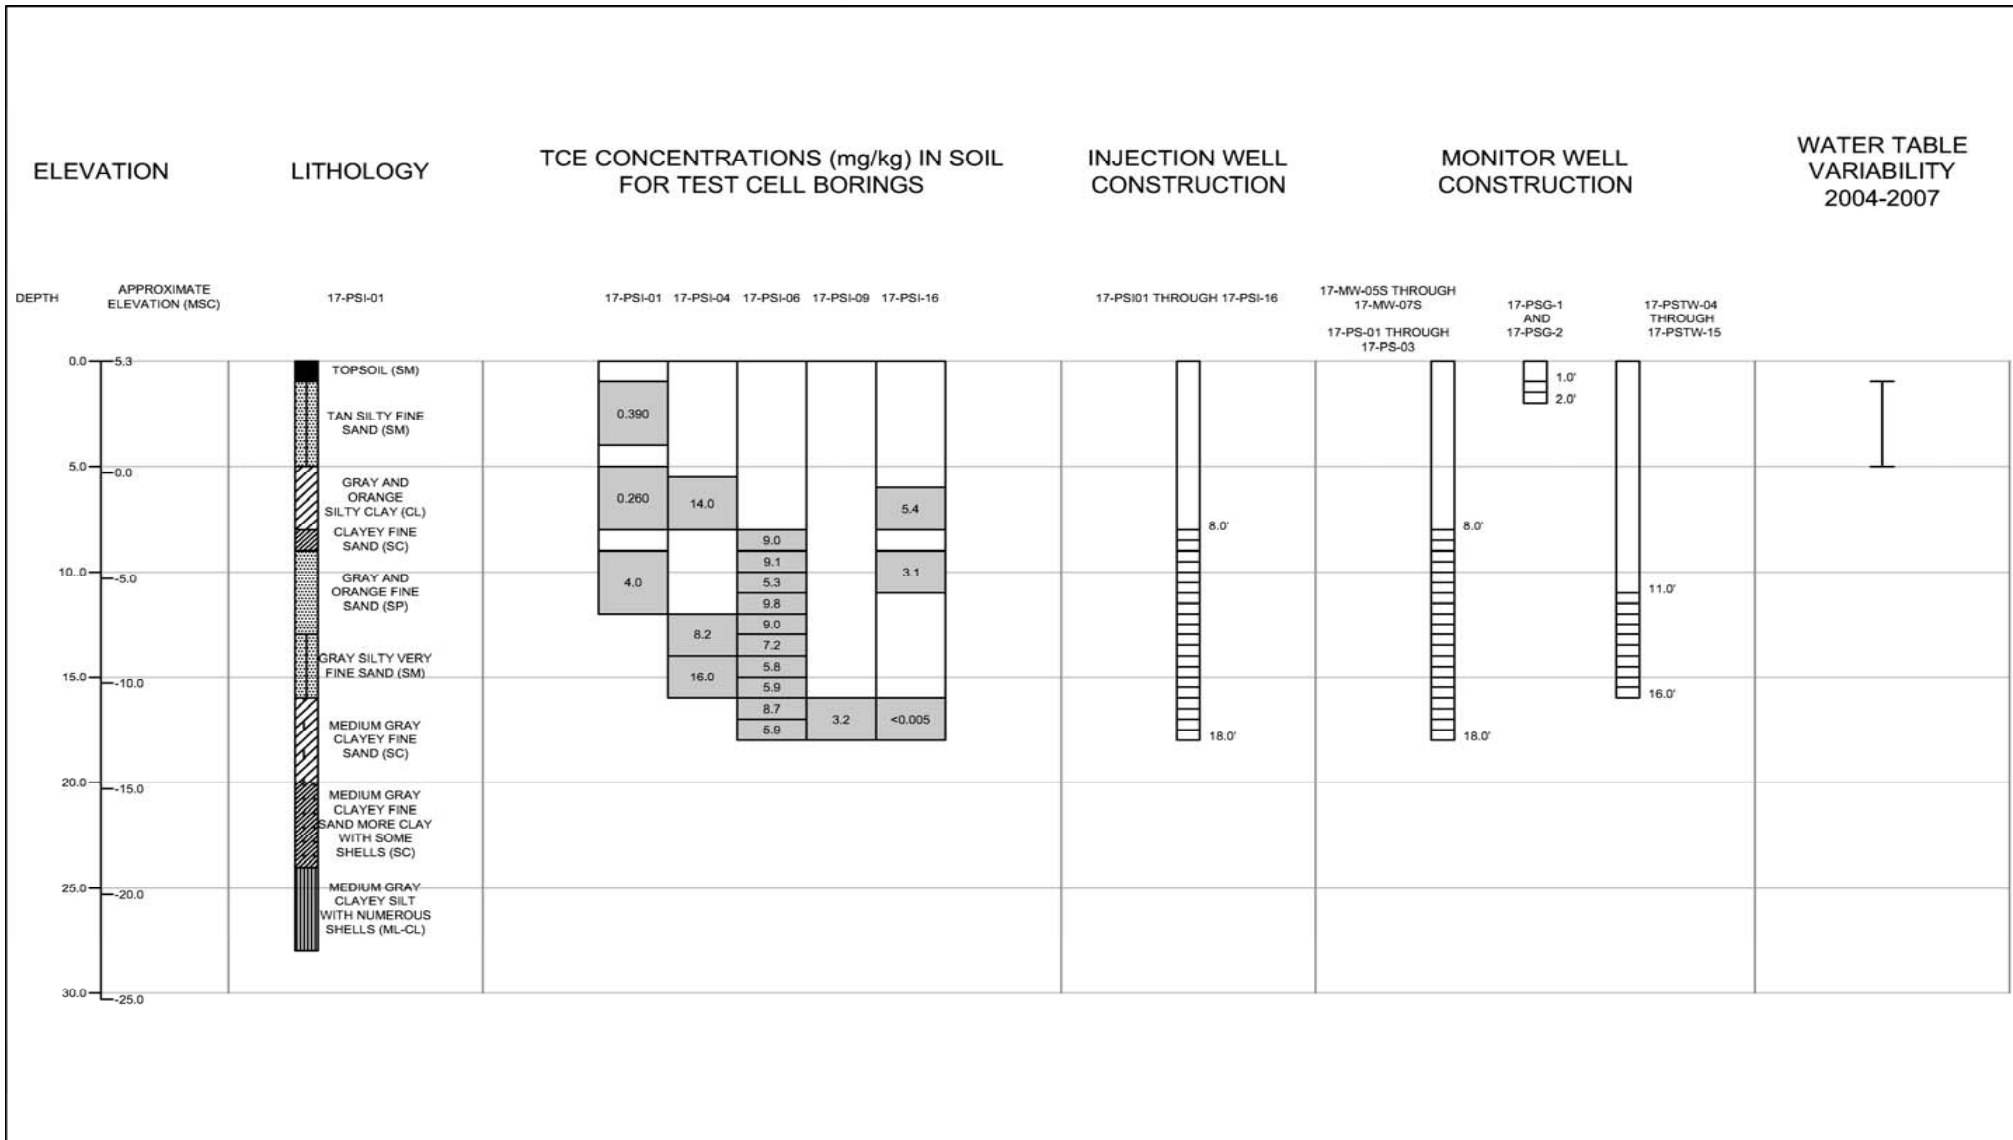 ELEVATION
LITHOLOGY
TCE CONCENTRATIONS (mg/kg) IN SOIL
FOR TEST CELL BORINGS
INJECTION WELL
CONSTRUCTION
MONITOR WELL
CONSTRUCTION
WATER TABLE
VARIABILITY
2004-2007
DEPTH
APPROXIMATE
ELEVATION (MSC)
17-PSI-01
17-PSI-01
17-PSI-04
17-PSI-06
17-PSI-09
17-PSI-16
17-PSI01 THROUGH 17-PSI-16
17-MW-05S THROUGH
17-MW-07S
17-PS-01 THROUGH
17-PS-03
17-PSG-1
AND
17-PSG-2
17-PSTW-04
THROUGH
17-PSTW-15
0.0
5.0
10.0
15.0
20.0
25.0
30.0
5.3
0.0
-5.0
-10.0
-15.0
-20.0
-25.0
TOPSOIL (SM)
TAN SILTY FINE
SAND (SM)
GRAY AND
ORANGE
SILTY CLAY (CL)
CLAYEY FINE
SAND (SC)
GRAY AND
ORANGE FINE
SAND (SP)
GRAY SILTY VERY
FINE SAND (SM)
MEDIUM GRAY
CLAYEY FINE
SAND (SC)
MEDIUM GRAY
CLAYEY FINE
SAND MORE CLAY
WITH SOME
SHELLS (SC)
MEDIUM GRAY
CLAYEY SILT
WITH NUMEROUS
SHELLS (ML-CL)
0.390
0.260
4.0
14.0
8.2
16.0
9.0
9.1
5.3
9.8
9.0
7.2
5.8
5.9
8.7
5.9
3.2
5.4
3.1
<0.005
8.0'
18.0'
8.0'
18.0'
1.0'
2.0'
11.0'
16.0'